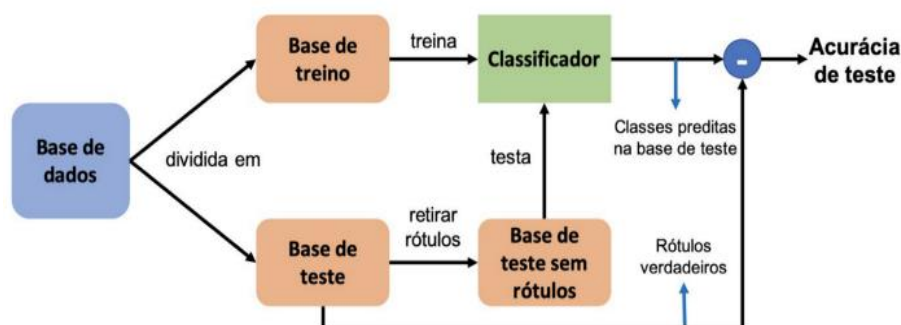 Base de
treino
treina
Classificador
-
Acurácia
de teste
Classes preditas
na base de teste
Base de
dados
dividida em
testa
retirar
rótulos
Base de
teste
Base de
teste sem
rótulos
Rótulos
verdadeiros